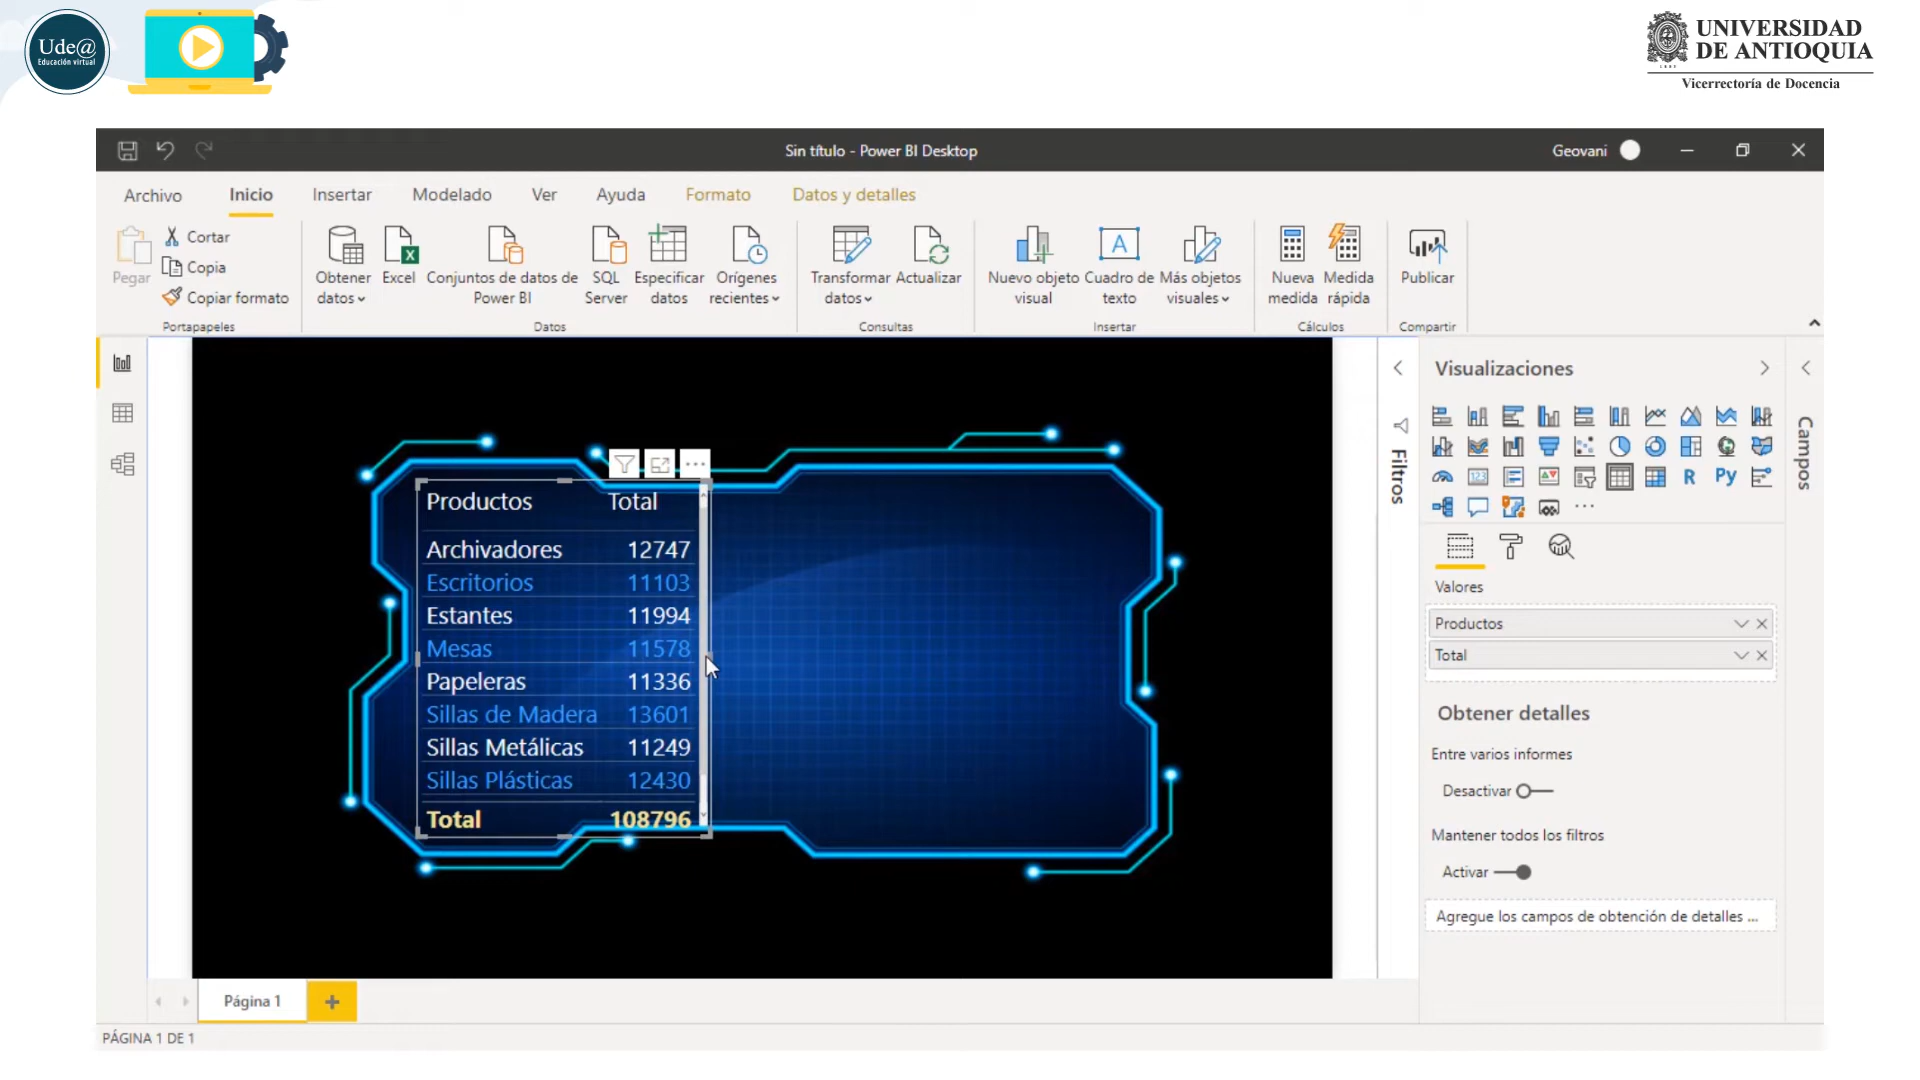 Ude@
Educación virtual
UNIVERSIDAD
DE ANTIOQUIA
1803
Vicerrectoría de Docencia
Sin título - Power BI Desktop
Geovani
Archivo Inicio Insertar Modelado Ver Ayuda Formato Datos y detalles
Pegar
Cortar
Copia
Copiar formato
Portapapeles
Obtener datos
Excel
Conjuntos de datos de Power BI
SQL Server
Especificar datos
Orígenes recientes
Datos
Transformar datos
Actualizar
Consultas
Nuevo objeto visual
Cuadro de texto
A
Más objetos visuales
Insertar
Nueva medida
Medida rápida
Cálculos
Publicar
Compartir
Productos Total
Archivadores 12747
Escritorios 11103
Estantes 11994
Mesas 11578
Papeleras 11336
Sillas de Madera 13601
Sillas Metálicas 11249
Sillas Plásticas 12430
Total 108796
Filtros
Visualizaciones
123
R Py
...
Valores
Productos
Total
Obtener detalles
Entre varios informes
Desactivar
Mantener todos los filtros
Activar
Agregue los campos de obtención de detalles ...
Campos
Página 1
+
PÁGINA 1 DE 1